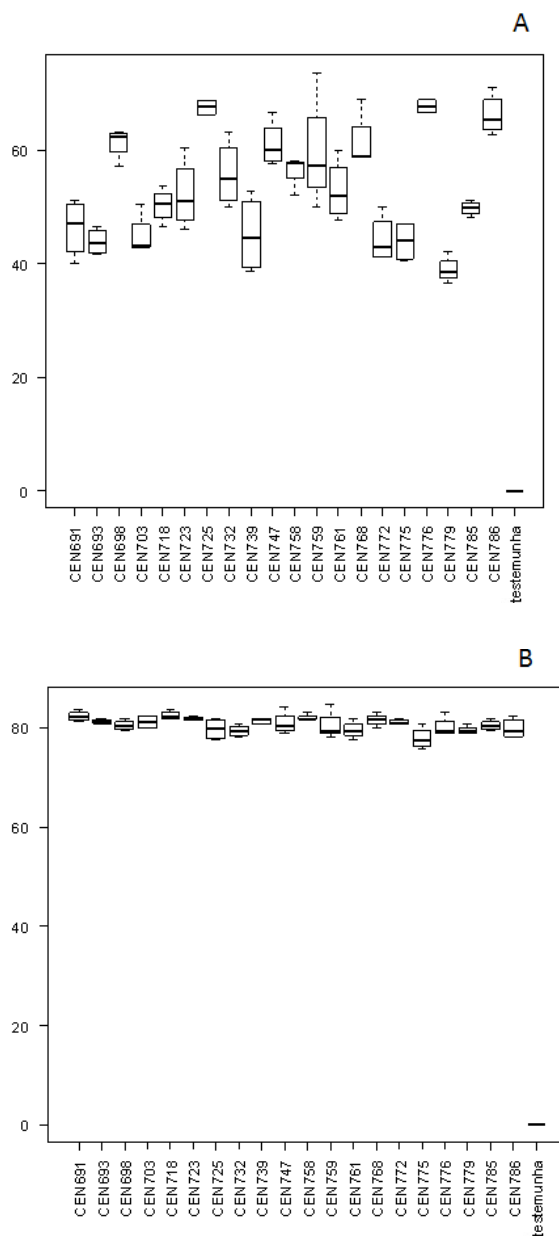 A
60
40
20
0
CEN691
CEN693
CEN698
CEN703
CEN718
CEN723
CEN725
CEN732
CEN739
CEN747
CEN758
CEN759
CEN761
CEN768
CEN772
CEN775
CEN776
CEN779
CEN785
CEN786
testemunha
B
80
60
40
20
0
CEN691
CEN693
CEN698
CEN703
CEN718
CEN723
CEN725
CEN732
CEN739
CEN747
CEN758
CEN759
CEN761
CEN768
CEN772
CEN775
CEN776
CEN779
CEN785
CEN786
testemunha